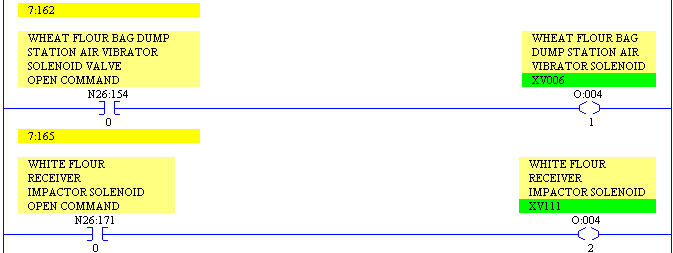 7:162
WHEAT FLOUR BAG DUMP
STATION AIR VIBRATOR
SOLENOID VALVE
OPEN COMMAND
N26:154
0
WHEAT FLOUR BAG
DUMP STATION AIR
VIBRATOR SOLENOID
XV006
O:004
1
7:165
WHITE FLOUR
RECEIVER
IMPACTOR SOLENOID
OPEN COMMAND
N26:171
0
WHITE FLOUR
RECEIVER
IMPACTOR SOLENOID
XV111
O:004
2